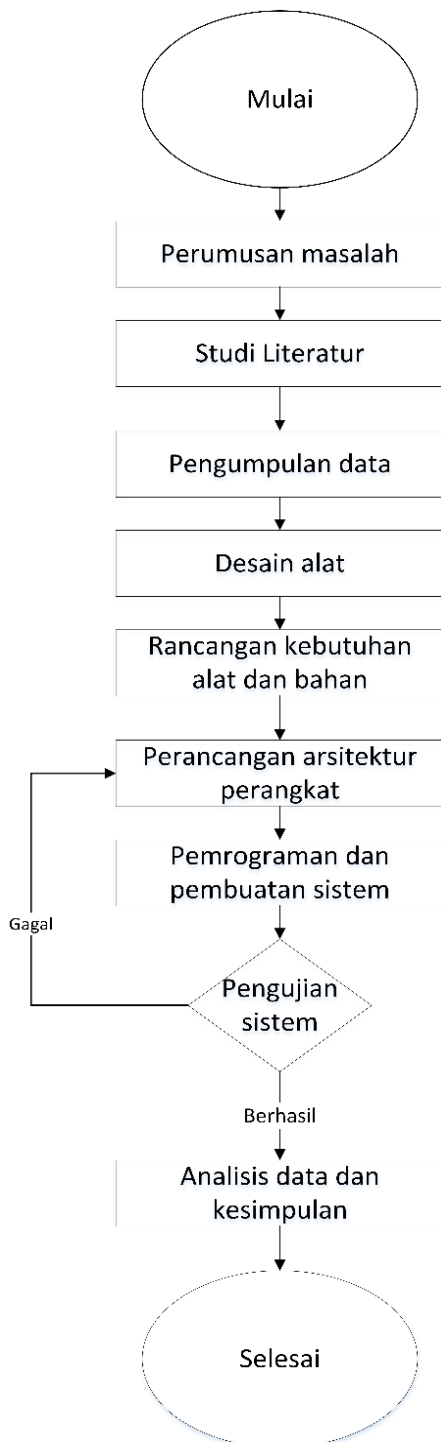 Mulai
Perumusan masalah
Studi Literatur
Pengumpulan data
Desain alat
Rancangan kebutuhan
alat dan bahan
Perancangan arsitektur
perangkat
Pemrograman dan
pembuatan sistem
Gagal
Pengujian
sistem
Berhasil
Analisis data dan
kesimpulan
Selesai